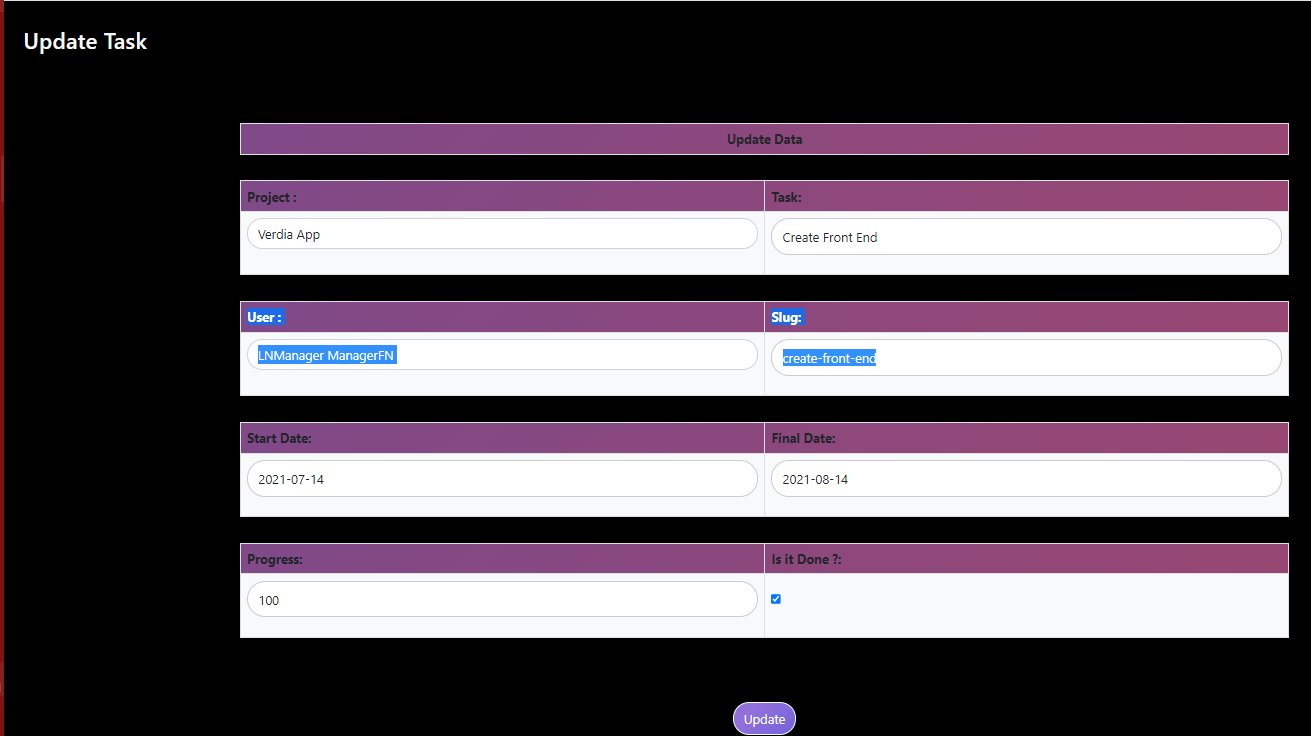 Update Task
Update Data
Project : Task:
Verdia App Create Front End
User : Slug:
LNManager ManagerFN create-front-end
Start Date: Final Date:
2021-07-14 2021-08-14
Progress: Is it Done ?:
100
Update